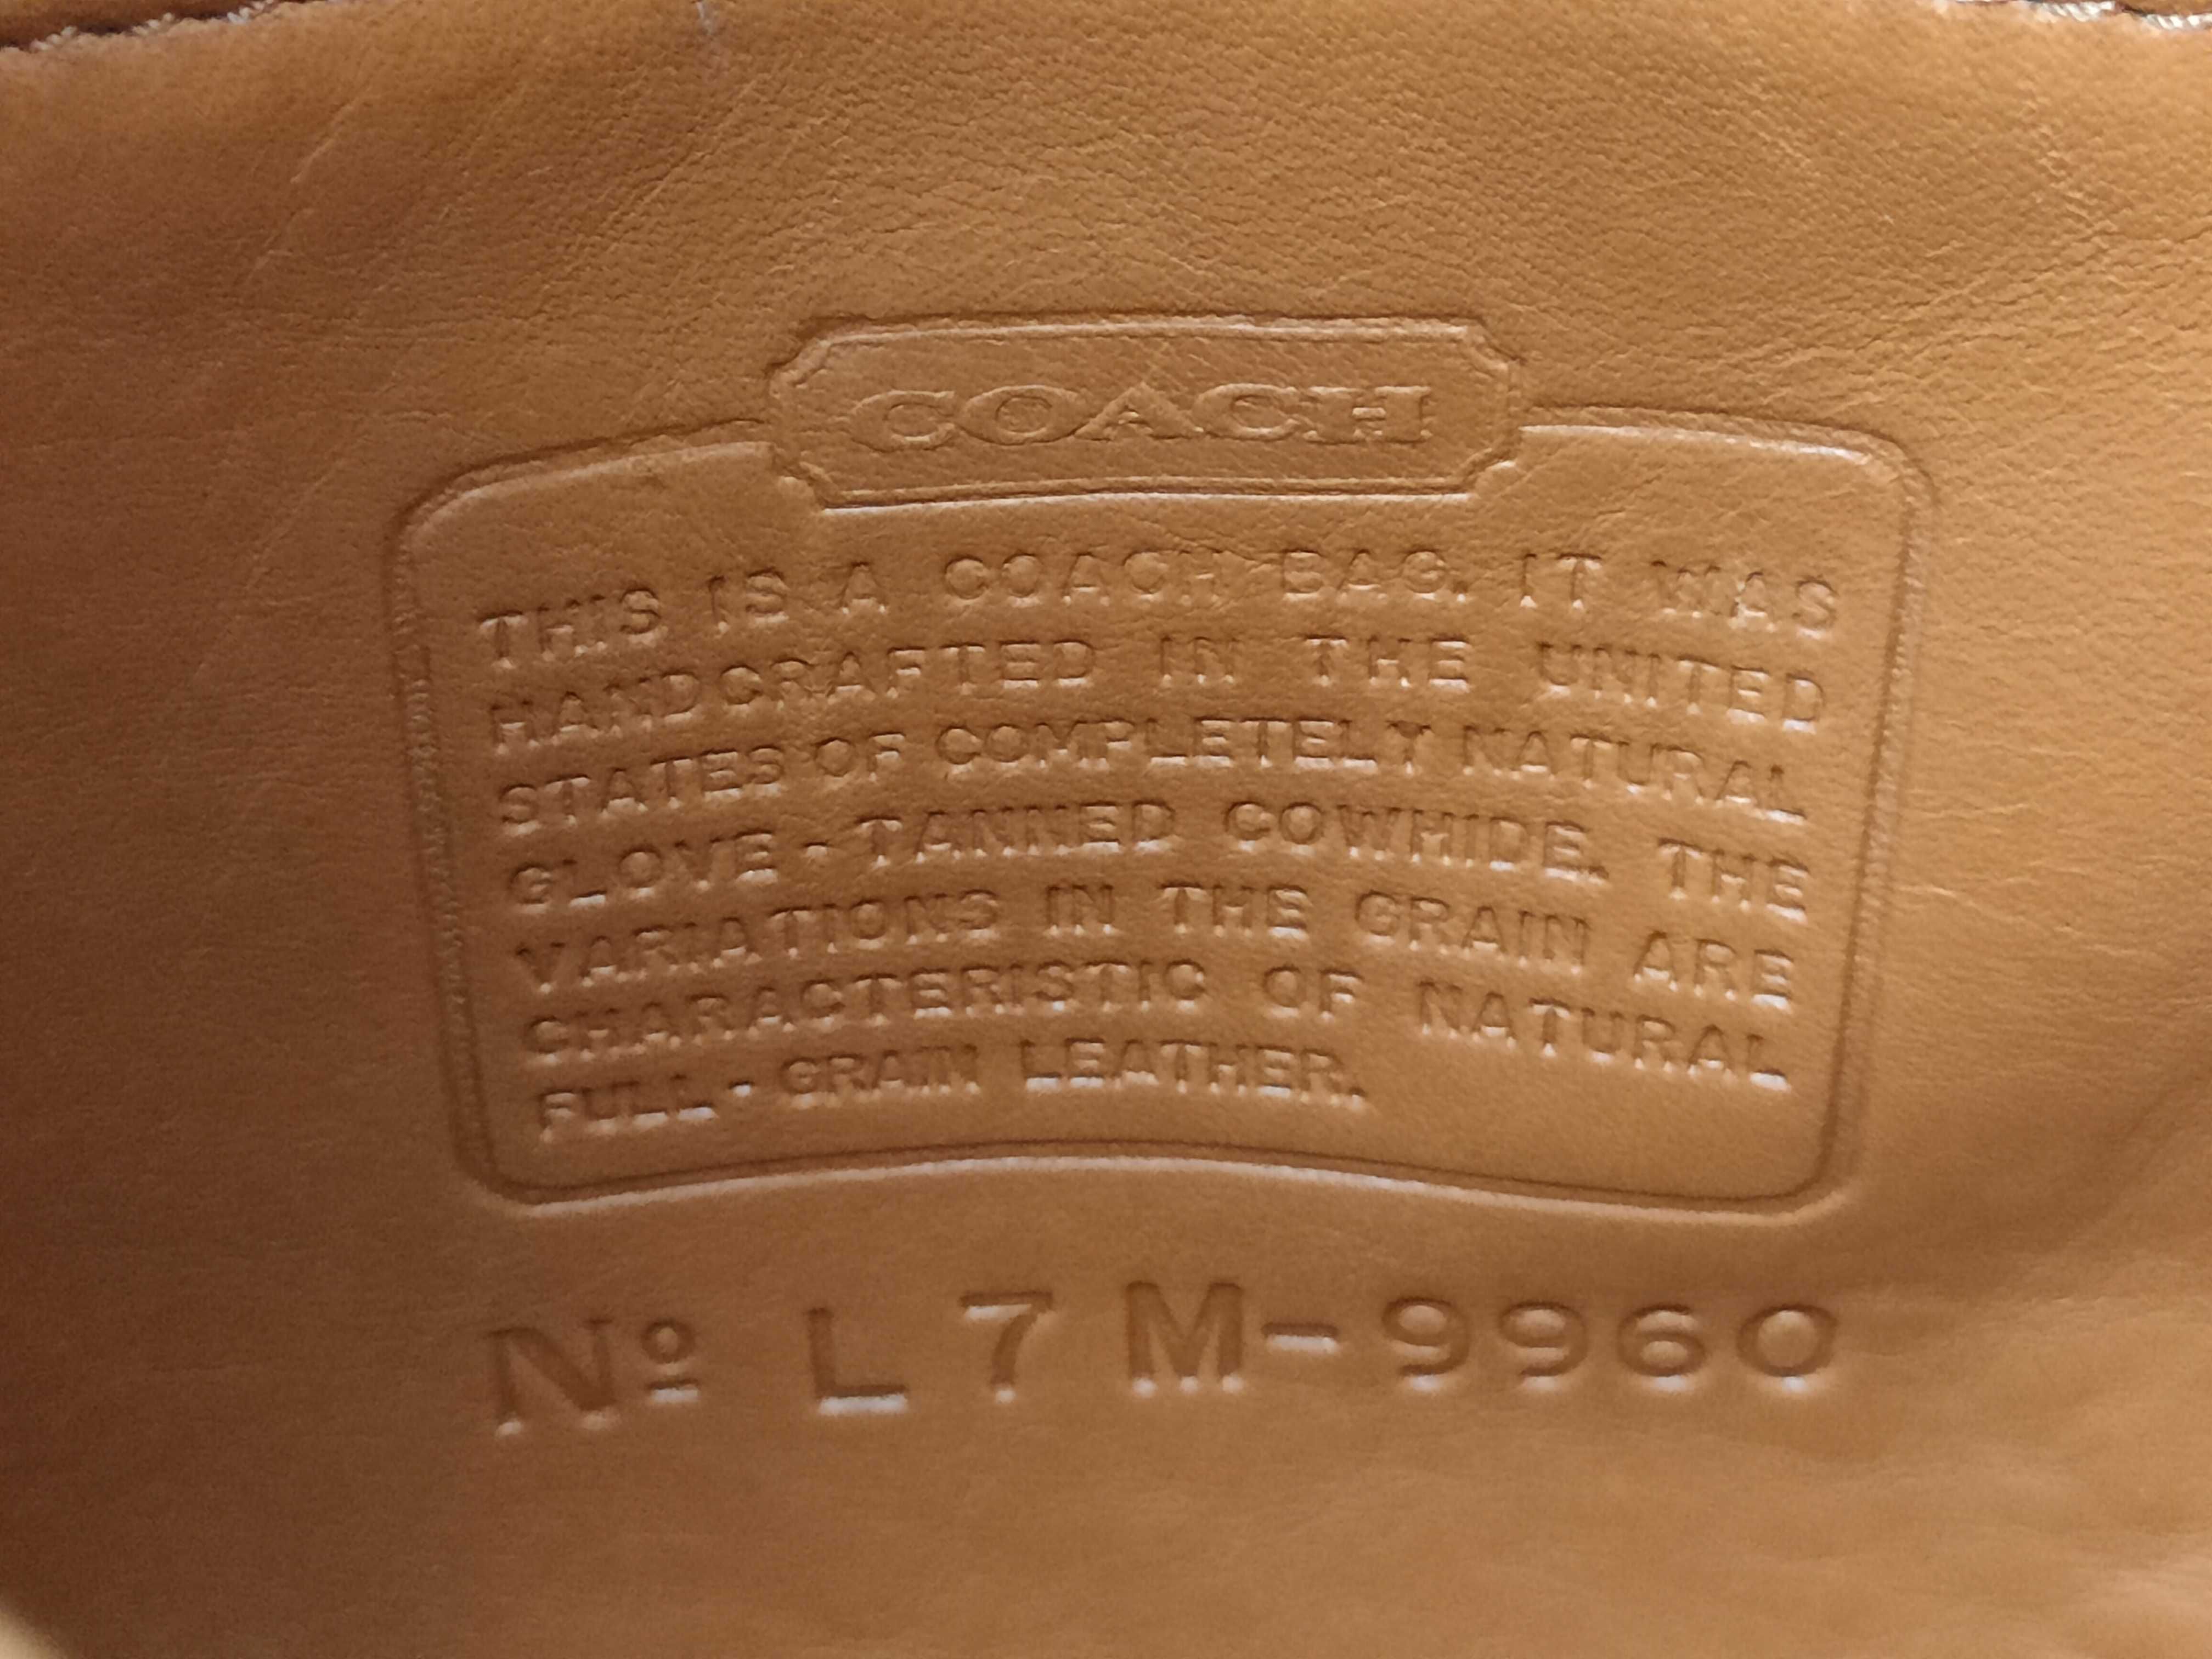 COACH
THIS IS A COACH BAG. IT WAS
HANDCRAFTED IN THE UNITED
STATES OF COMPLETELY NATURAL
GLOVE-TANNED COWHIDE. THE
VARIATIONS IN THE GRAIN ARE
CHARACTERISTIC OF NATURAL
FULL-GRAIN LEATHER.
Nº L7M-9960